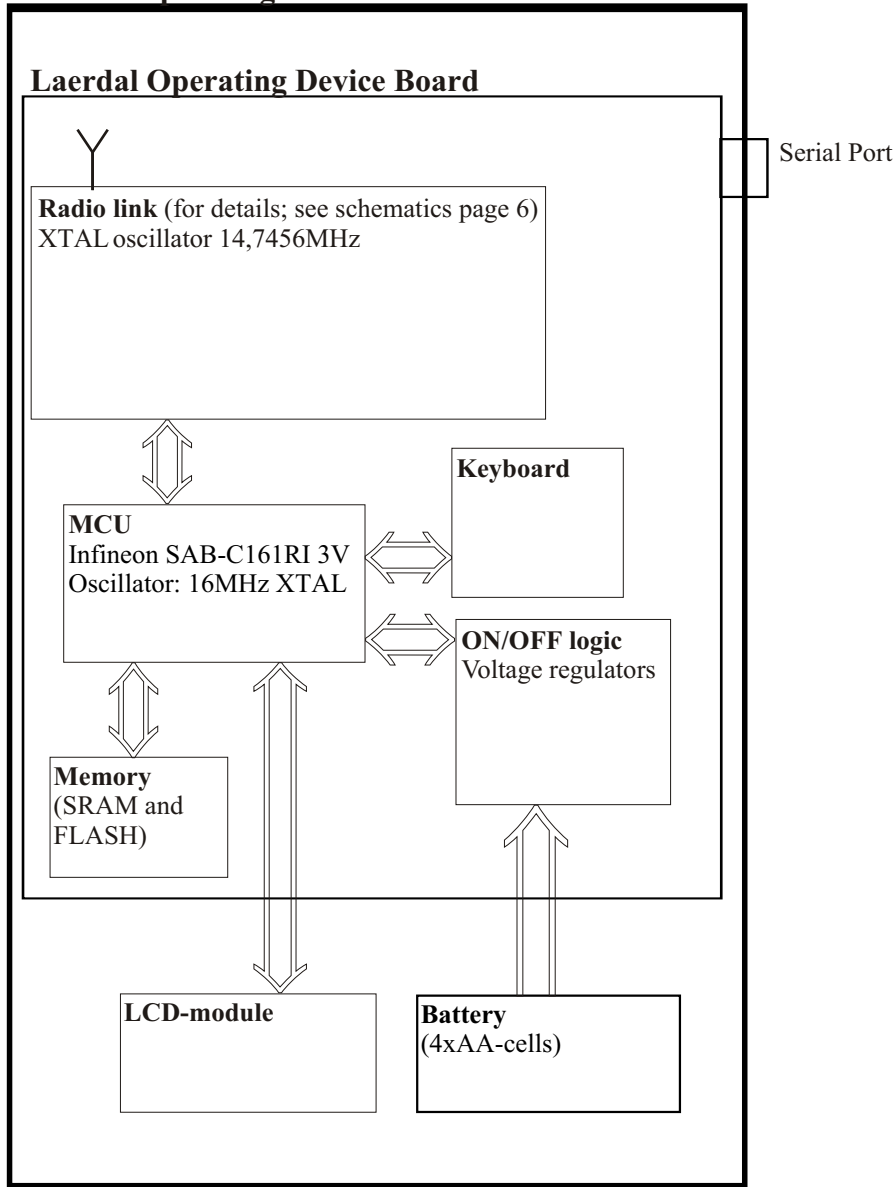 Laerdal Operating Device Board
Serial Port
Radio link (for details; see schematics page 6)
XTAL oscillator 14,7456MHz
Keyboard
MCU
Infineon SAB-C161RI 3V
Oscillator: 16MHz XTAL
ON/OFF logic
Voltage regulators
Memory
(SRAM and
FLASH)
LCD-module
Battery
(4xAA-cells)